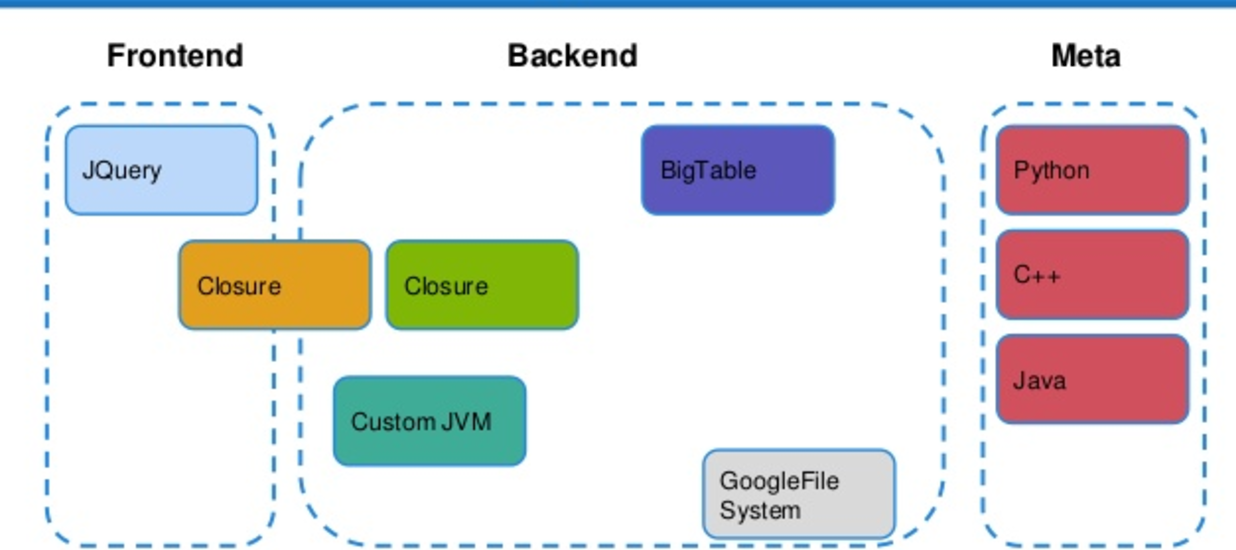 Frontend
Backend
Meta
JQuery
BigTable
Python
Closure
Closure
C++
Custom JVM
Java
GoogleFile
System